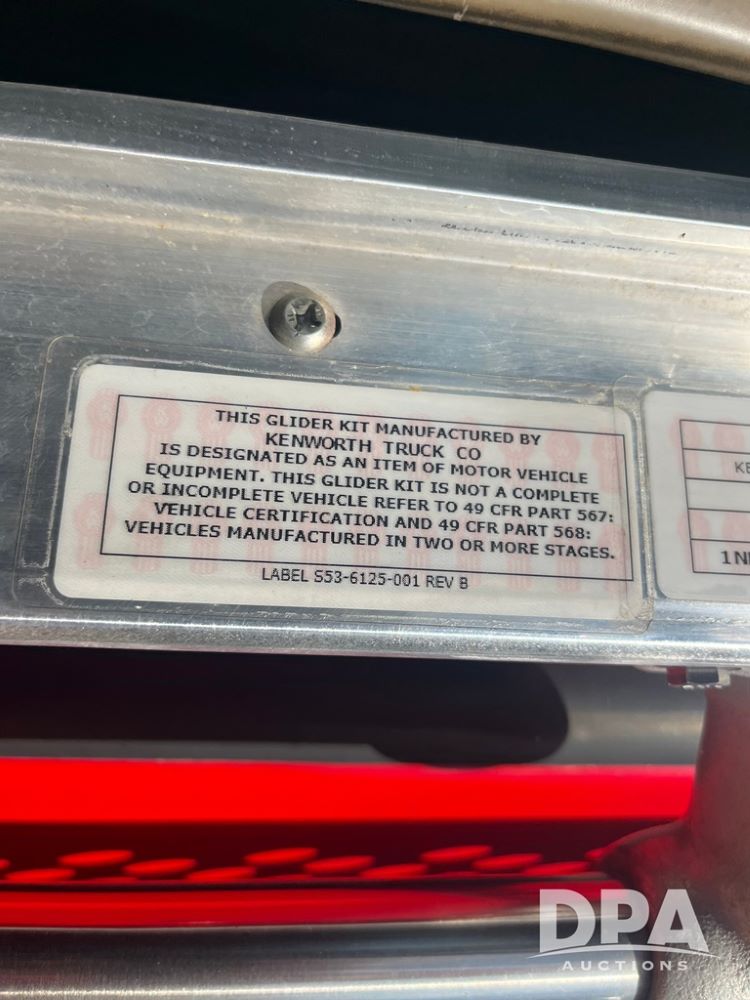 THIS GLIDER KIT MANUFACTURED BY
KENWORTH TRUCK CO
IS DESIGNATED AS AN ITEM OF MOTOR VEHICLE
EQUIPMENT. THIS GLIDER KIT IS NOT A COMPLETE
OR INCOMPLETE VEHICLE REFER TO 49 CFR PART 567:
VEHICLE CERTIFICATION AND 49 CFR PART 568:
VEHICLES MANUFACTURED IN TWO OR MORE STAGES.
LABEL S53-6125-001 REV B
DPA
AUCTIONS